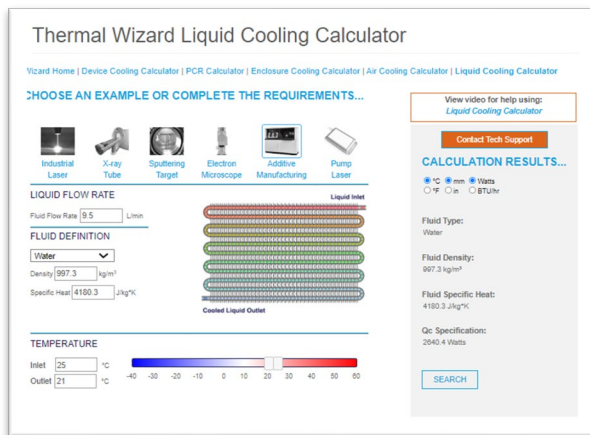 Thermal Wizard Liquid Cooling Calculator
Wizard Home | Device Cooling Calculator | PCR Calculator | Enclosure Cooling Calculator | Air Cooling Calculator | Liquid Cooling Calculator
CHOOSE AN EXAMPLE OR COMPLETE THE REQUIREMENTS...
Industrial Laser
X-ray Tube
Sputtering Target
Electron Microscope
Additive Manufacturing
Pump Laser
LIQUID FLOW RATE
Fluid Flow Rate 9.5 L/min
FLUID DEFINITION
Water
Density 997.3 kg/m³
Specific Heat 4180.3 J/kg*K
Liquid Inlet
Cooled Liquid Outlet
TEMPERATURE
Inlet 25 °C
Outlet 21 °C
-40 -30 -20 -10 0 10 20 30 40 50 60
View video for help using:
Liquid Cooling Calculator
Contact Tech Support
CALCULATION RESULTS...
°C mm Watts
°F in BTU/hr
Fluid Type:
Water
Fluid Density:
997.3 kg/m³
Fluid Specific Heat:
4180.3 J/kg*K
Qc Specification:
2640.4 Watts
SEARCH